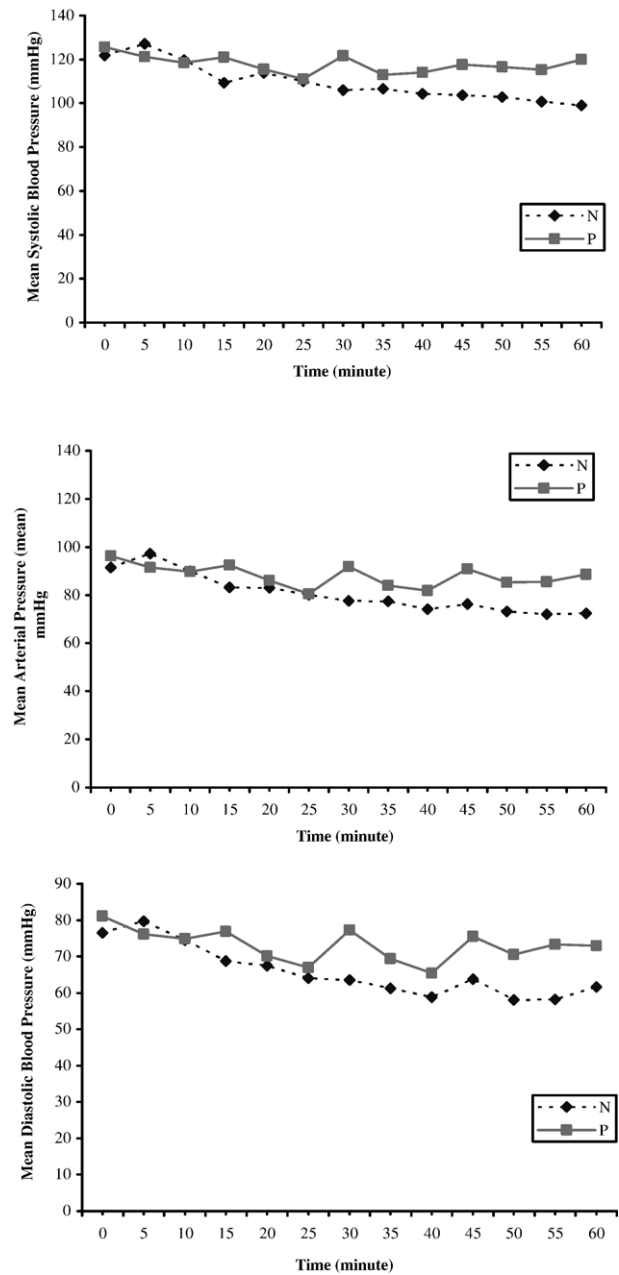 Mean Systolic Blood Pressure (mmHg)
140
120
100
80
60
40
20
0
N
P
0 5 10 15 20 25 30 35 40 45 50 55 60
Time (minute)
Mean Arterial Pressure (mean)
mmHg
140
120
100
80
60
40
20
0
N
P
0 5 10 15 20 25 30 35 40 45 50 55 60
Time (minute)
Mean Diastolic Blood Pressure (mmHg)
90
80
70
60
50
40
30
20
10
0
N
P
0 5 10 15 20 25 30 35 40 45 50 55 60
Time (minute)